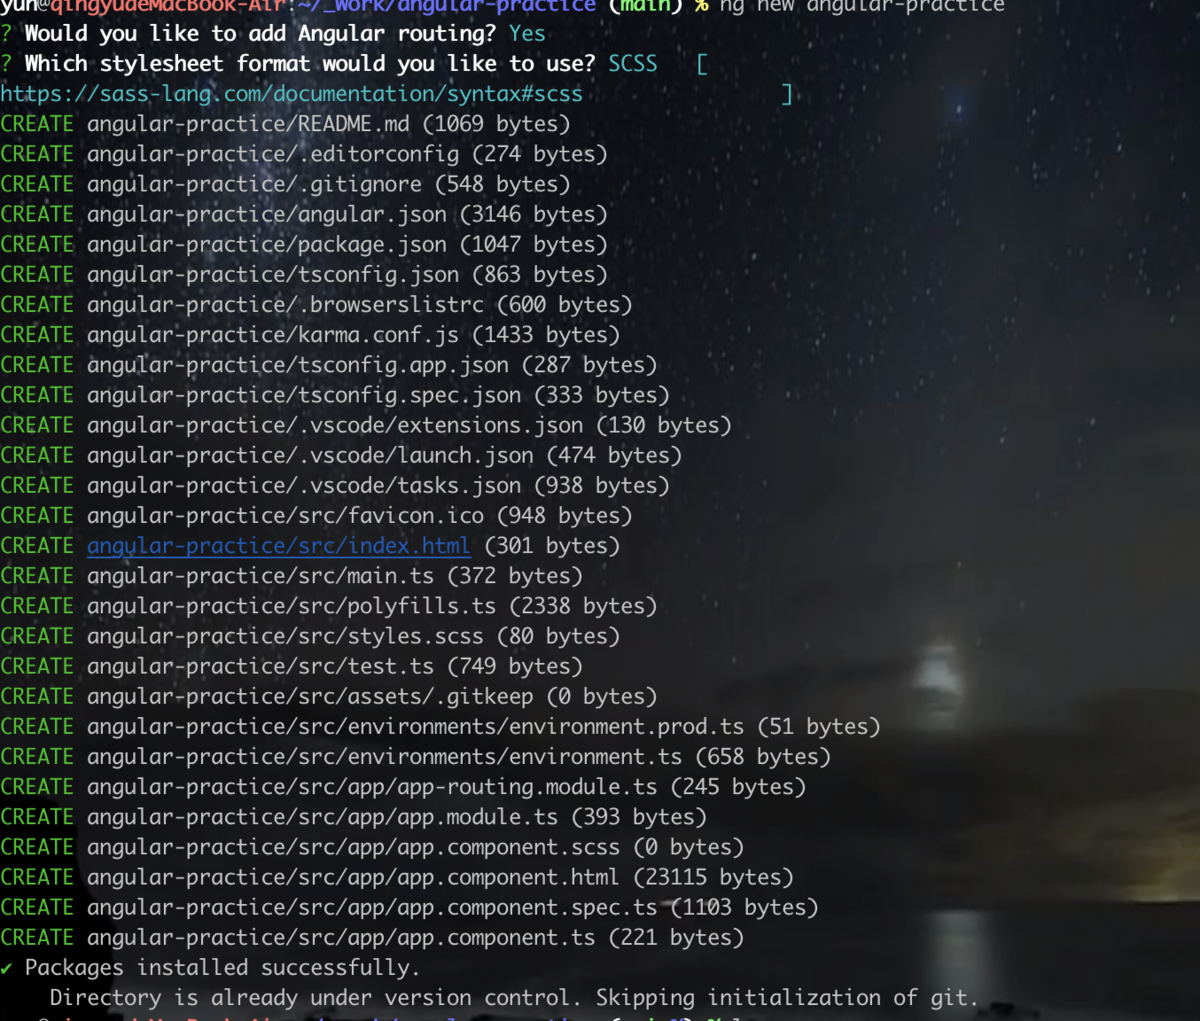 yun@qingyudeMacBook-Air:~/_Work/angular-practice (main) % ng new angular-practice
? Would you like to add Angular routing? Yes
? Which stylesheet format would you like to use? SCSS   [
https://sass-lang.com/documentation/syntax#scss                ]
CREATE angular-practice/README.md (1069 bytes)
CREATE angular-practice/.editorconfig (274 bytes)
CREATE angular-practice/.gitignore (548 bytes)
CREATE angular-practice/angular.json (3146 bytes)
CREATE angular-practice/package.json (1047 bytes)
CREATE angular-practice/tsconfig.json (863 bytes)
CREATE angular-practice/.browserslistrc (600 bytes)
CREATE angular-practice/karma.conf.js (1433 bytes)
CREATE angular-practice/tsconfig.app.json (287 bytes)
CREATE angular-practice/tsconfig.spec.json (333 bytes)
CREATE angular-practice/.vscode/extensions.json (130 bytes)
CREATE angular-practice/.vscode/launch.json (474 bytes)
CREATE angular-practice/.vscode/tasks.json (938 bytes)
CREATE angular-practice/src/favicon.ico (948 bytes)
CREATE angular-practice/src/index.html (301 bytes)
CREATE angular-practice/src/main.ts (372 bytes)
CREATE angular-practice/src/polyfills.ts (2338 bytes)
CREATE angular-practice/src/styles.scss (80 bytes)
CREATE angular-practice/src/test.ts (749 bytes)
CREATE angular-practice/src/assets/.gitkeep (0 bytes)
CREATE angular-practice/src/environments/environment.prod.ts (51 bytes)
CREATE angular-practice/src/environments/environment.ts (658 bytes)
CREATE angular-practice/src/app/app-routing.module.ts (245 bytes)
CREATE angular-practice/src/app/app.module.ts (393 bytes)
CREATE angular-practice/src/app/app.component.scss (0 bytes)
CREATE angular-practice/src/app/app.component.html (23115 bytes)
CREATE angular-practice/src/app/app.component.spec.ts (1103 bytes)
CREATE angular-practice/src/app/app.component.ts (221 bytes)
✔ Packages installed successfully.
    Directory is already under version control. Skipping initialization of git.